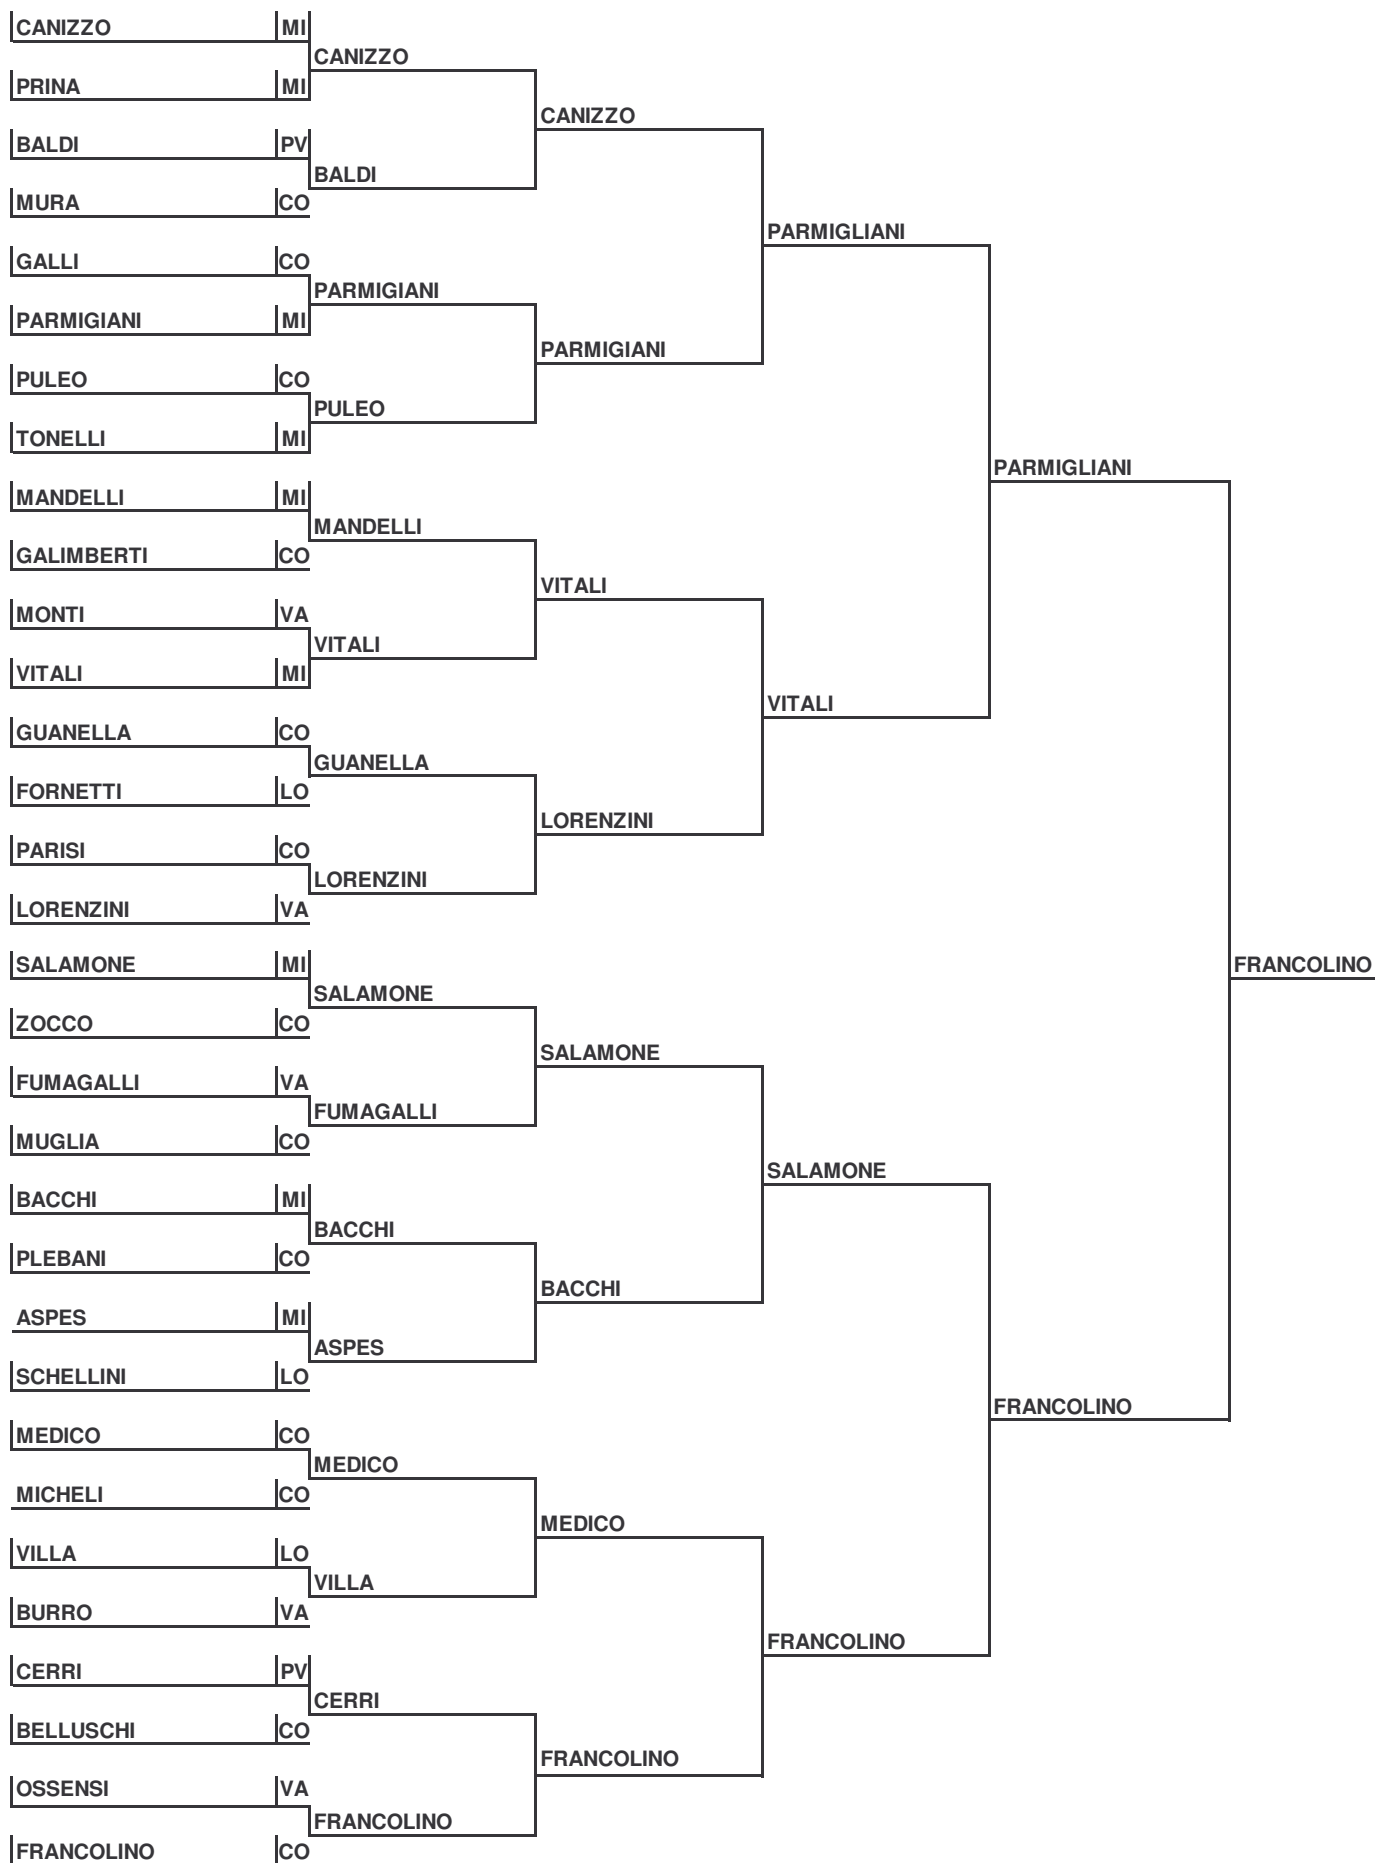 CANIZZO MI
CANIZZO
PRINA MI
CANIZZO
BALDI PV
BALDI
MURA CO
PARMIGLIANI
GALLI CO
PARMIGIANI
PARMIGIANI MI
PARMIGIANI
PULEO CO
PULEO
TONELLI MI
PARMIGLIANI
MANDELLI MI
MANDELLI
GALIMBERTI CO
VITALI
MONTI VA
VITALI
VITALI MI
VITALI
GUANELLA CO
GUANELLA
FORNETTI LO
LORENZINI
PARISI CO
LORENZINI
LORENZINI VA
SALAMONE MI
FRANCOLINO
SALAMONE
ZOCCO CO
SALAMONE
FUMAGALLI VA
FUMAGALLI
MUGLIA CO
SALAMONE
BACCHI MI
BACCHI
PLEBANI CO
BACCHI
ASPES MI
ASPES
SCHELLINI LO
FRANCOLINO
MEDICO CO
MEDICO
MICHELI CO
MEDICO
VILLA LO
VILLA
BURRO VA
FRANCOLINO
CERRI PV
CERRI
BELLUSCHI CO
FRANCOLINO
OSSENSI VA
FRANCOLINO
FRANCOLINO CO